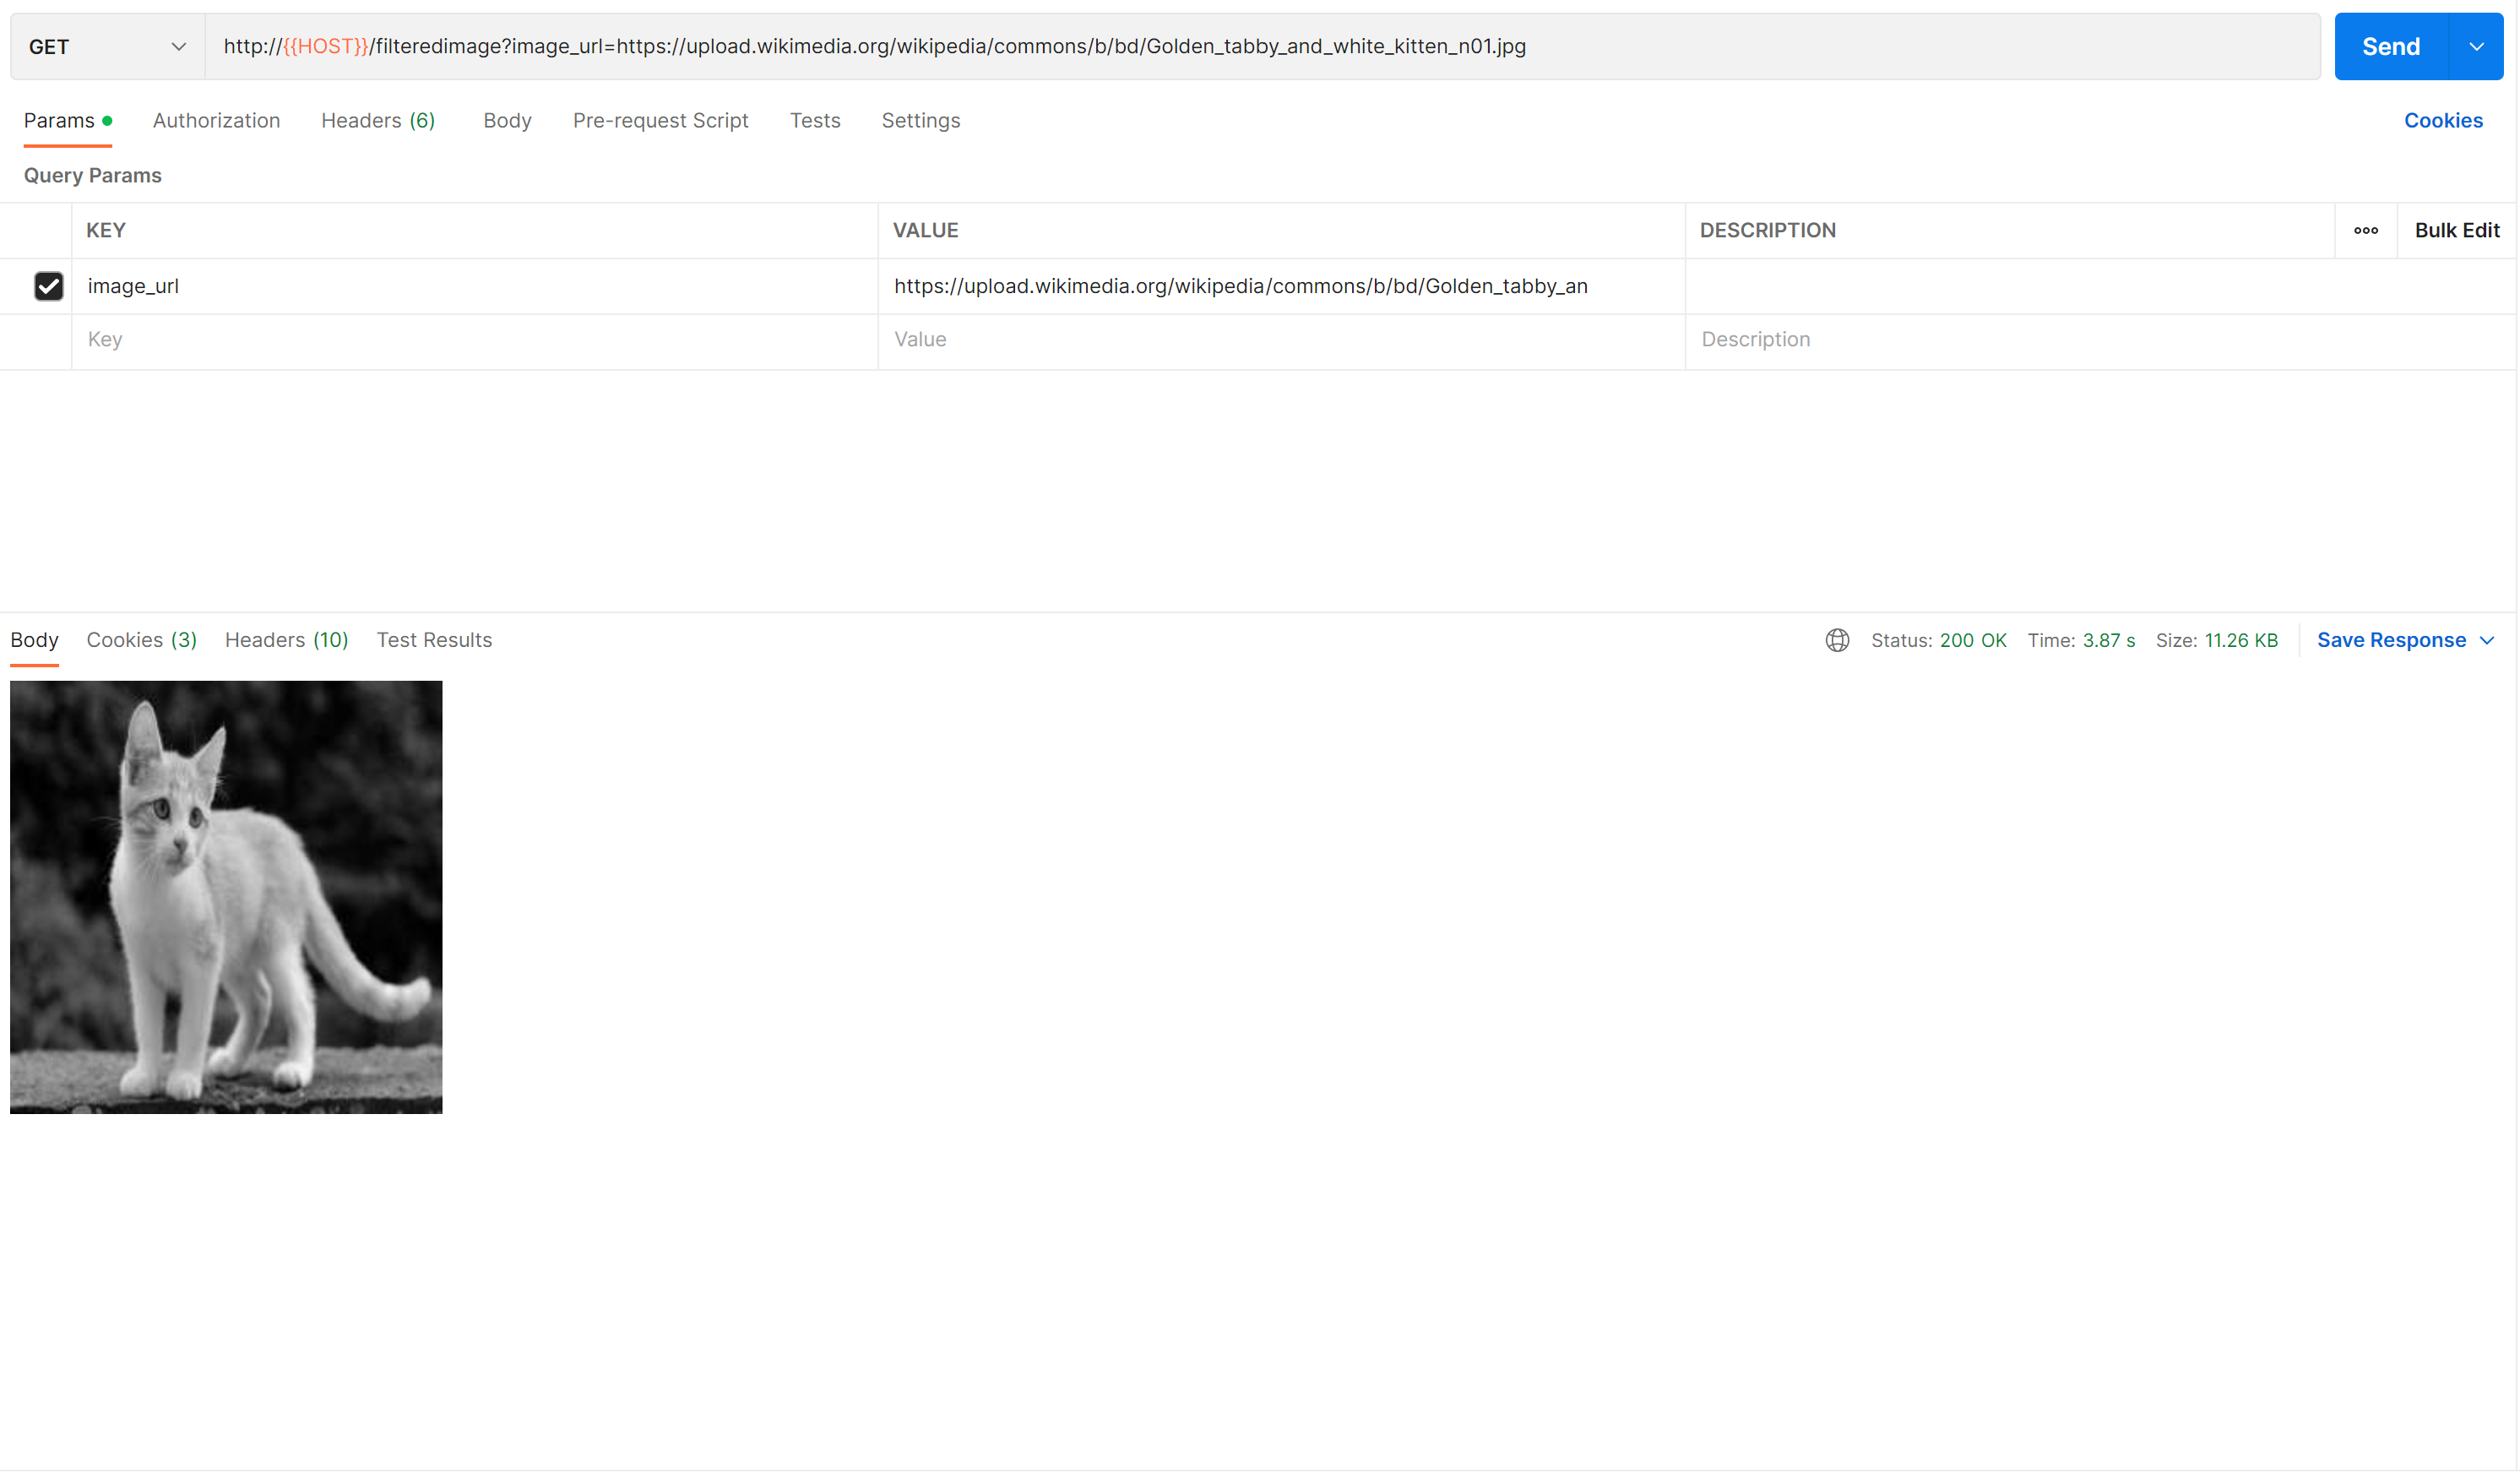 GET http://{{HOST}}/filteredimage?image_url=https://upload.wikimedia.org/wikipedia/commons/b/bd/Golden_tabby_and_white_kitten_n01.jpg Send
Params Authorization Headers (6) Body Pre-request Script Tests Settings Cookies
Query Params
KEY VALUE DESCRIPTION Bulk Edit
image_url https://upload.wikimedia.org/wikipedia/commons/b/bd/Golden_tabby_an
Key Value Description
Body Cookies (3) Headers (10) Test Results Status: 200 OK Time: 3.87 s Size: 11.26 KB Save Response